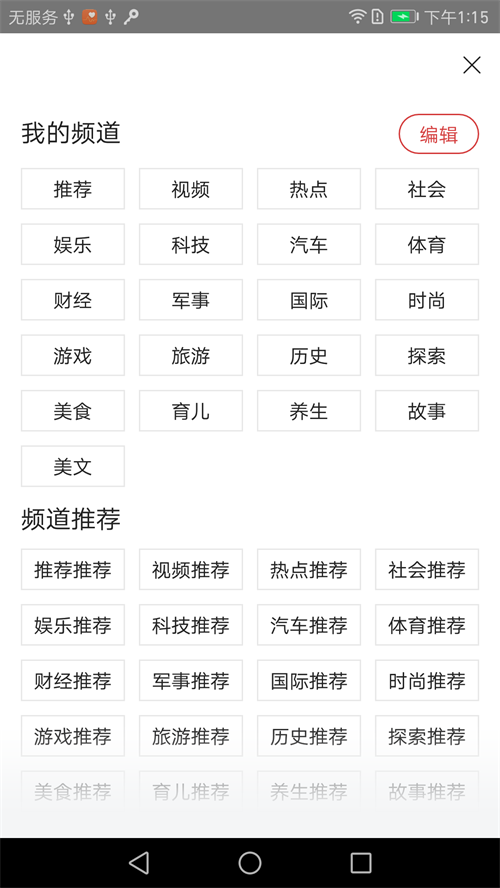 无服务 下午1:15
我的频道 编辑
推荐 视频 热点 社会
娱乐 科技 汽车 体育
财经 军事 国际 时尚
游戏 旅游 历史 探索
美食 育儿 养生 故事
美文
频道推荐
推荐推荐 视频推荐 热点推荐 社会推荐
娱乐推荐 科技推荐 汽车推荐 体育推荐
财经推荐 军事推荐 国际推荐 时尚推荐
游戏推荐 旅游推荐 历史推荐 探索推荐
美食推荐 育儿推荐 养生推荐 故事推荐